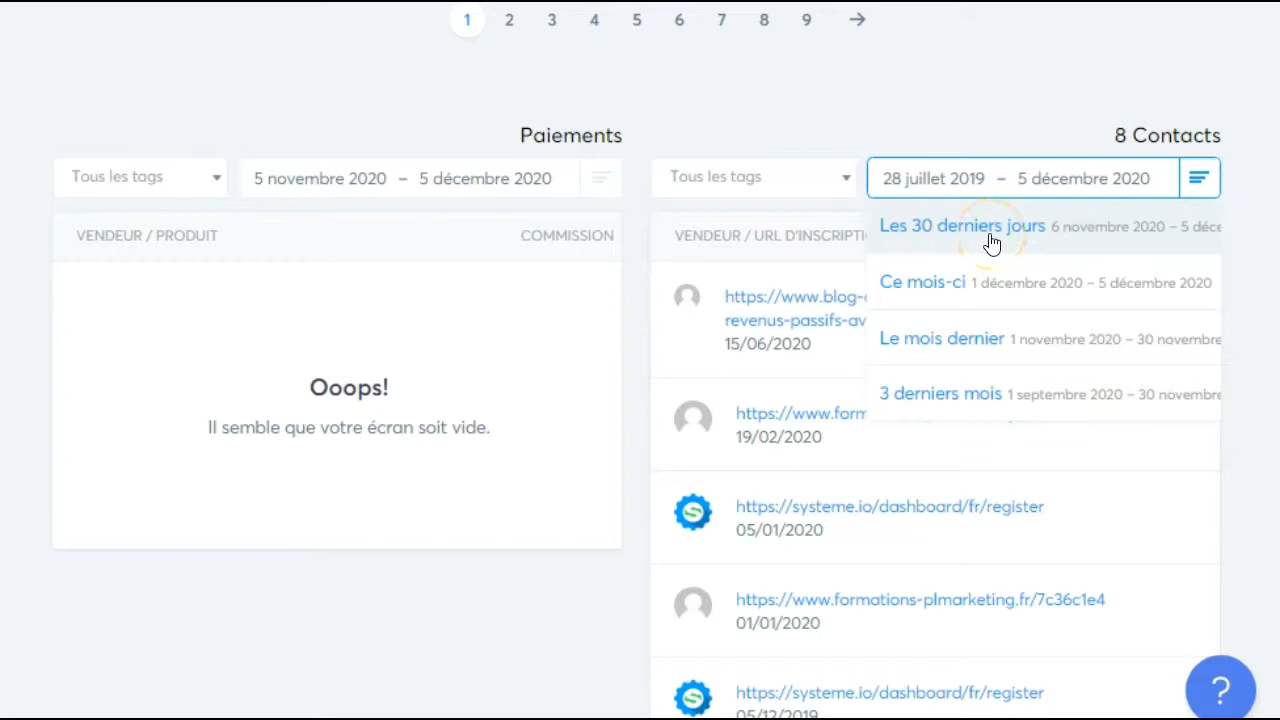 1 2 3 4 5 6 7 8 9 →
Paiements
Tous les tags
5 novembre 2020 – 5 décembre 2020
VENDEUR / PRODUIT COMMISSION
Ooops!
Il semble que votre écran soit vide.
8 Contacts
Tous les tags
28 juillet 2019 – 5 décembre 2020
Les 30 derniers jours 6 novembre 2020 – 5 déce
Ce mois-ci 1 décembre 2020 – 5 décembre 2020
Le mois dernier 1 novembre 2020 – 30 novembre
3 derniers mois 1 septembre 2020 – 30 novembre
VENDEUR / URL D'INSCRIPTI
https://www.blog-
revenus-passifs-av
15/06/2020
https://www.form
19/02/2020
https://systeme.io/dashboard/fr/register
05/01/2020
https://www.formations-plmarketing.fr/7c36c1e4
01/01/2020
https://systeme.io/dashboard/fr/register
05/12/2019
?